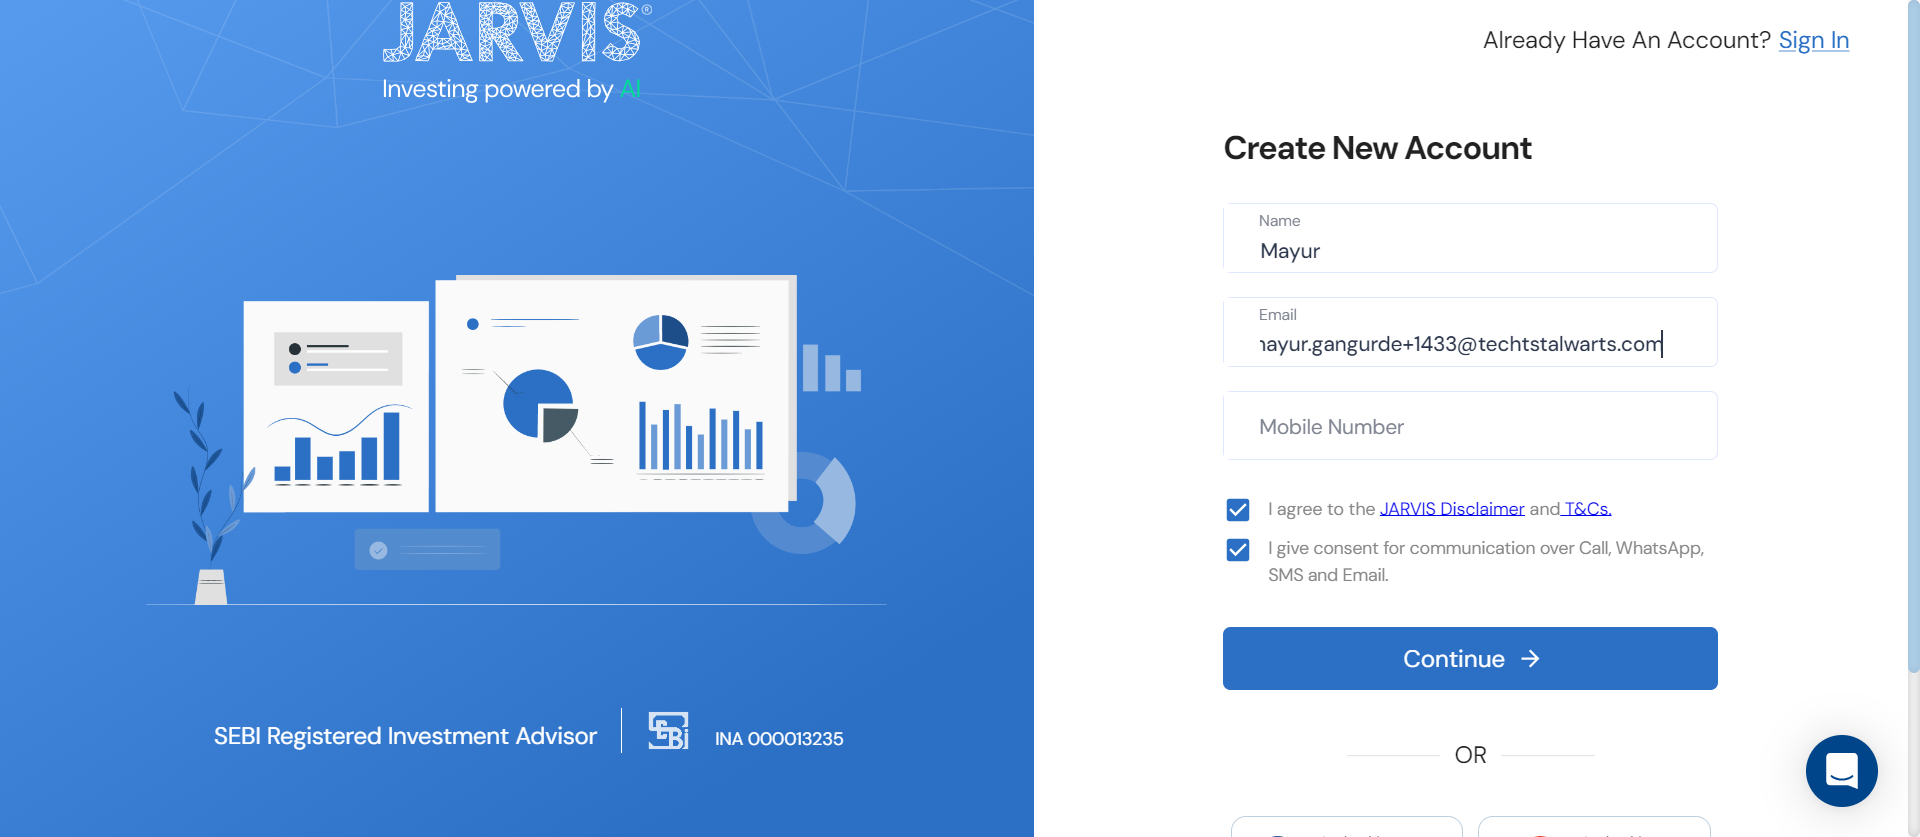 JARVIS®
Investing powered by AI
SEBI Registered Investment Advisor
SEBI
INA 000013235
Already Have An Account? Sign In
Create New Account
Name
Mayur
Email
ayur.gangurde+1433@techtstalwarts.com
Mobile Number
I agree to the JARVIS Disclaimer and T&Cs.
I give consent for communication over Call, WhatsApp,
SMS and Email.
Continue →
OR